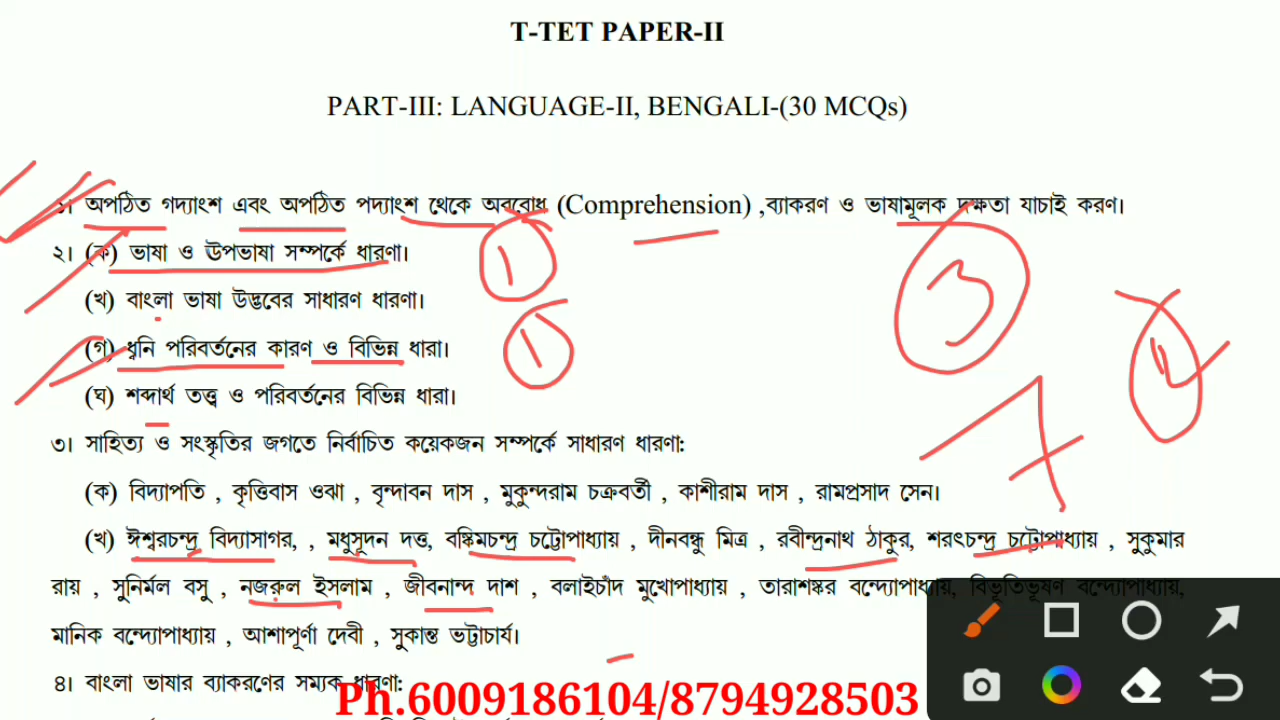 T-TET PAPER-II
PART-III: LANGUAGE-II, BENGALI-(30 MCQs)
১। অপঠিত গদ্যাংশ এবং অপঠিত পদ্যাংশ থেকে অববোধ (Comprehension) ,ব্যাকরণ ও ভাষামূলক দক্ষতা যাচাই করণ।
২। (ক) ভাষা ও ঊপভাষা সম্পর্কে ধারণা।
(খ) বাংলা ভাষা উদ্ভবের সাধারণ ধারণা।
(গ) ধ্বনি পরিবর্তনের কারণ ও বিভিন্ন ধারা।
(ঘ) শব্দার্থ তত্ত্ব ও পরিবর্তনের বিভিন্ন ধারা।
৩। সাহিত্য ও সংস্কৃতির জগতে নির্বাচিত কয়েকজন সম্পর্কে সাধারণ ধারণা:
(ক) বিদ্যাপতি , কৃত্তিবাস ওঝা , বৃন্দাবন দাস , মুকুন্দরাম চক্রবর্তী , কাশীরাম দাস , রামপ্রসাদ সেন।
(খ) ঈশ্বরচন্দ্র বিদ্যাসাগর, , মধুসূদন দত্ত, বঙ্কিমচন্দ্র চট্টোপাধ্যায় , দীনবন্ধু মিত্র , রবীন্দ্রনাথ ঠাকুর, শরৎচন্দ্র চট্টোপাধ্যায় , সুকুমার
রায় , সুনির্মল বসু , নজরুল ইসলাম , জীবনানন্দ দাশ , বলাইচাঁদ মুখোপাধ্যায় , তারাশঙ্কর বন্দ্যোপাধ্যায়, বিভূতিভূষণ বন্দ্যোপাধ্যায়,
মানিক বন্দ্যোপাধ্যায় , আশাপূর্ণা দেবী , সুকান্ত ভট্টাচার্য।
৪। বাংলা ভাষার ব্যাকরণের সম্যক ধারণা:
Ph.6009186104/8794928503